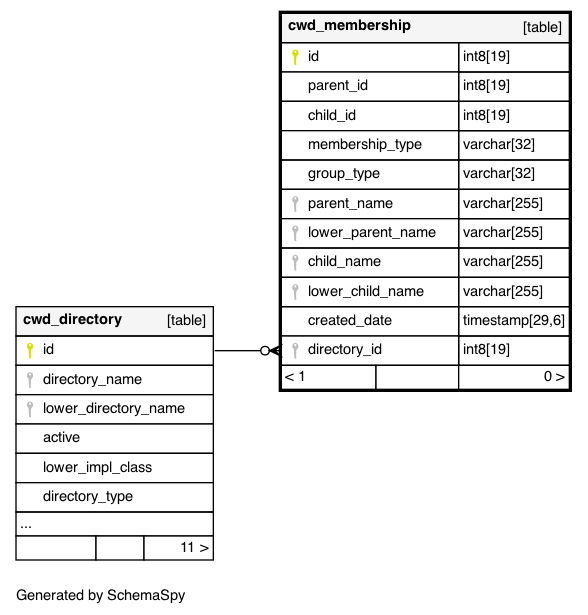 cwd_membership [table]
id int8[19]
parent_id int8[19]
child_id int8[19]
membership_type varchar[32]
group_type varchar[32]
parent_name varchar[255]
lower_parent_name varchar[255]
child_name varchar[255]
lower_child_name varchar[255]
created_date timestamp[29,6]
directory_id int8[19]
< 1 0 >
cwd_directory [table]
id
directory_name
lower_directory_name
active
lower_impl_class
directory_type
...
11 >
Generated by SchemaSpy